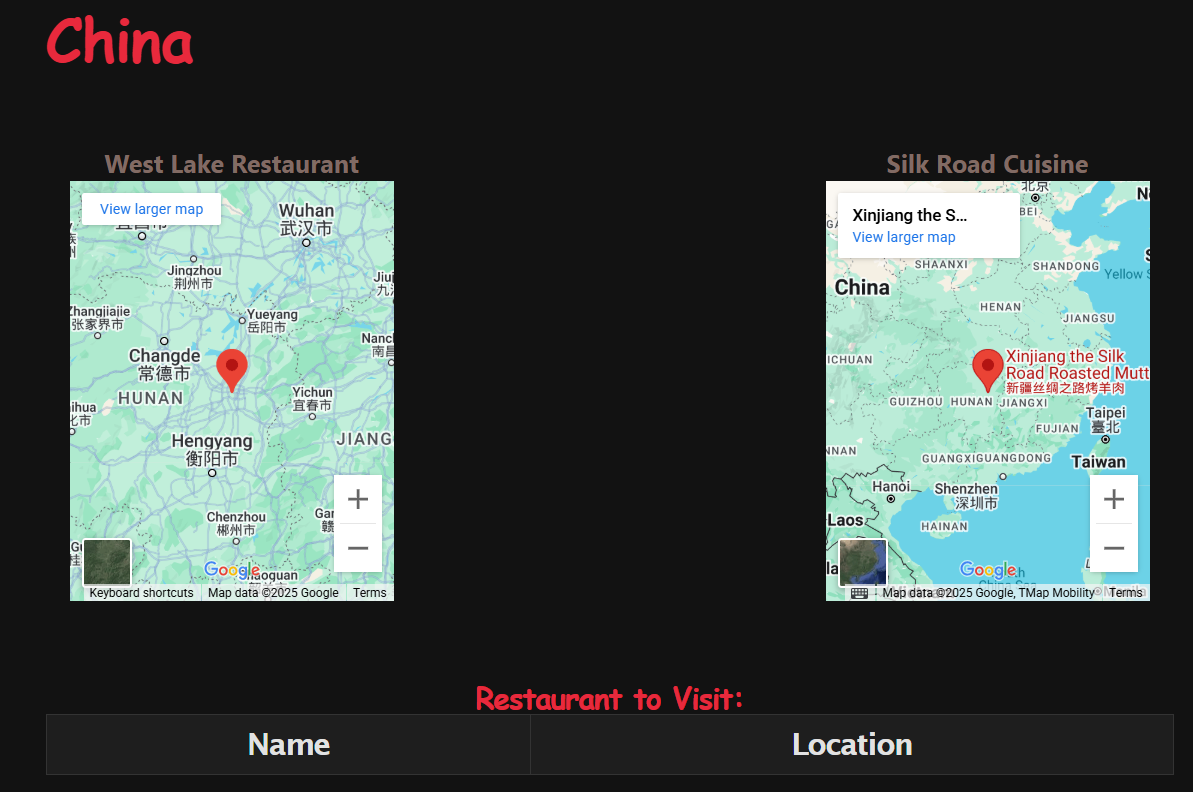 China
West Lake Restaurant
Silk Road Cuisine
View larger map
Wuhan
武汉市
Jingzhou
荆州市
Zhangjiajie
张家界市
Yueyang
岳阳市
Changde
常德市
HUNAN
Yichun
宜春市
Hengyang
衡阳市
JIANG
Chenzhou
郴州市
Google
Keyboard shortcuts
Map data ©2025 Google
Terms
北京
Xinjiang the S...
View larger map
SHAANXI
SHANDONG
Yellow S
China
HENAN
JIANGSU
ICHUAN
Xinjiang the Silk
Road Roasted Mutt
新疆丝绸之路烤羊肉
GUIZHOU
HUNAN
JIANGXI
Taipei
臺北
FUJIAN
NNAN
GUANGXI
GUANGDONG
Taiwan
Hanoi
Shenzhen
深圳市
Laos
HAINAN
Google
Map data ©2025 Google, TMap Mobility
Terms
Restaurant to Visit:
Name
Location